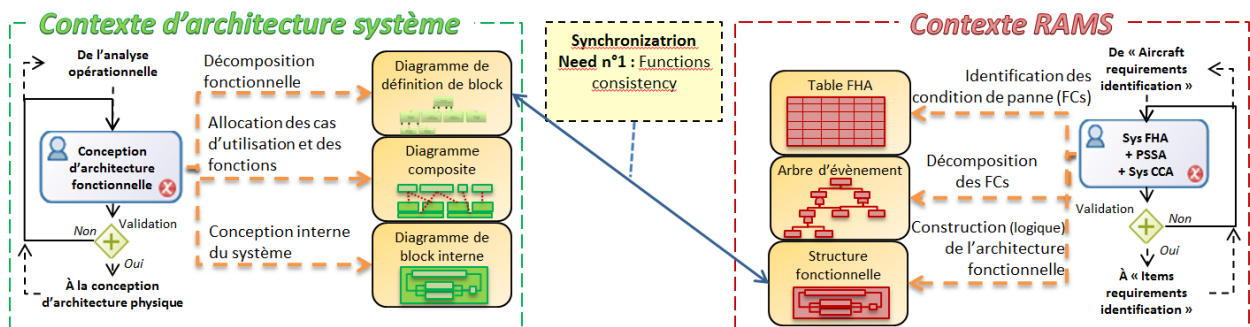 Contexte d'architecture système
De l'analyse
opérationnelle
Conception
d'architecture
fonctionnelle
Validation
Non
Oui
À la conception
d'architecture physique
Décomposition
fonctionnelle
Allocation des cas
d'utilisation et des
fonctions
Conception interne
du système
Diagramme de
définition de block
Diagramme
composite
Diagramme de
block interne
Synchronizatrion
Need n°1 : Functions
consistency
Contexte RAMS
Table FHA
Arbre d'évènement
Structure
fonctionnelle
Identification des
condition de panne (FCs)
Décomposition
des FCs
Construction (logique)
de l'architecture
fonctionnelle
De « Aircraft
requirements
identification »
Sys FHA
+ PSSA
+ Sys CCA
Validation
Non
Oui
À « Items
requirements
identification »